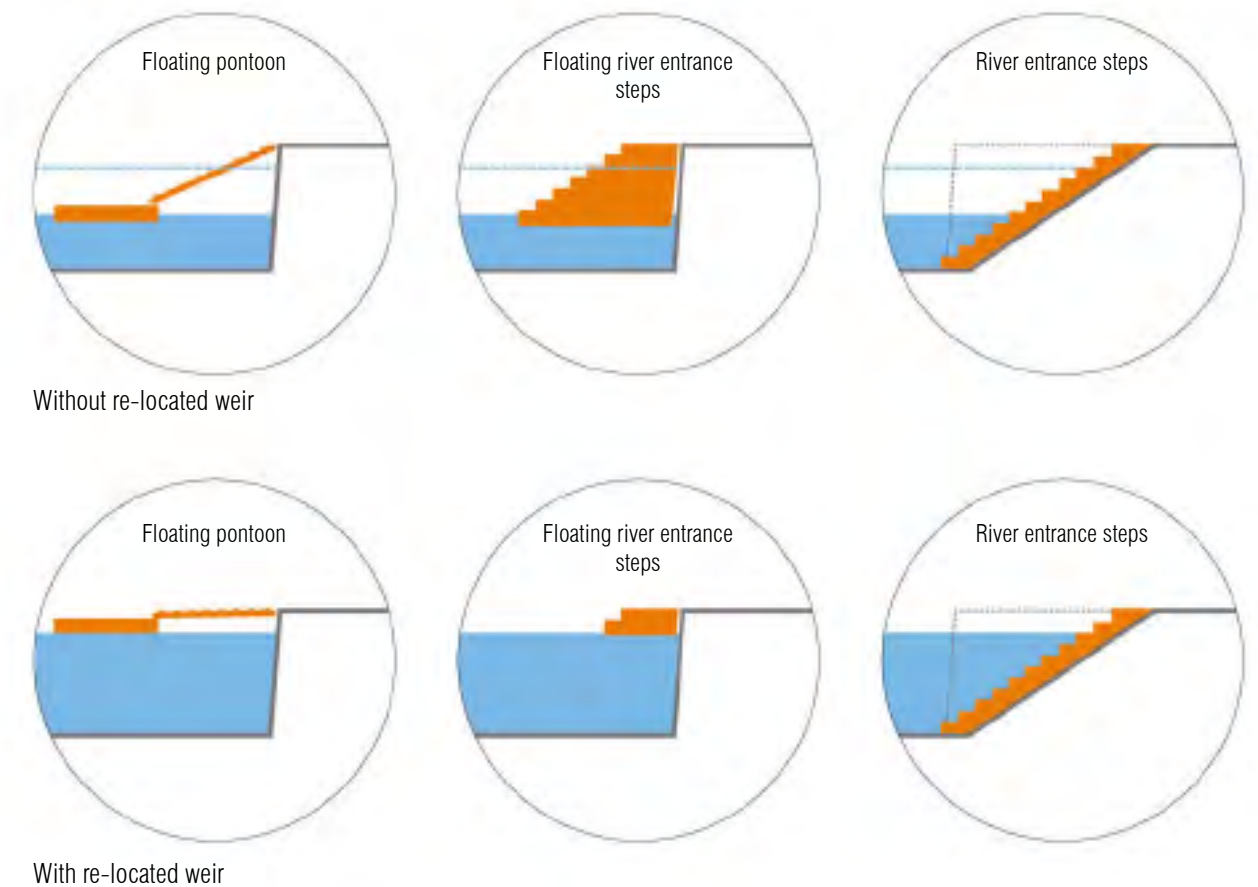 Floating pontoon
Floating river entrance
steps
River entrance steps
Without re-located weir
Floating pontoon
Floating river entrance
steps
River entrance steps
With re-located weir